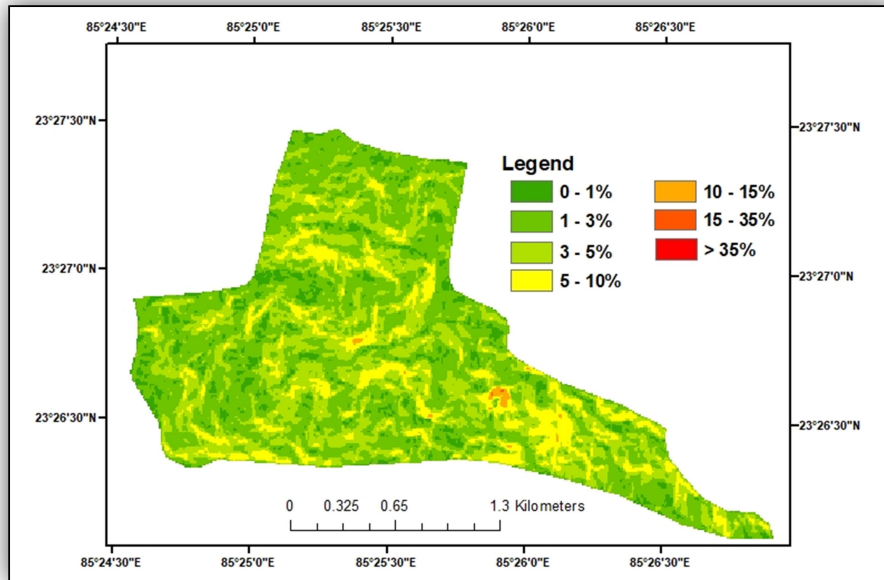 85°24'30"E 85°25'0"E 85°25'30"E 85°26'0"E 85°26'30"E
23°27'30"N 23°27'30"N
Legend
0 - 1% 10 - 15%
1 - 3% 15 - 35%
3 - 5% > 35%
5 - 10%
23°27'0"N 23°27'0"N
23°26'30"N 23°26'30"N
0 0.325 0.65 1.3 Kilometers
85°24'30"E 85°25'0"E 85°25'30"E 85°26'0"E 85°26'30"E